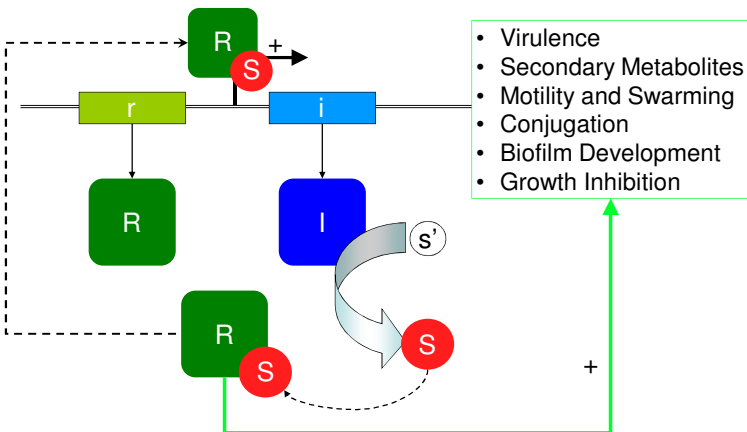 R
S
+
r
i
R
I
s’
R
S
S
+
• Virulence
• Secondary Metabolites
• Motility and Swarming
• Conjugation
• Biofilm Development
• Growth Inhibition